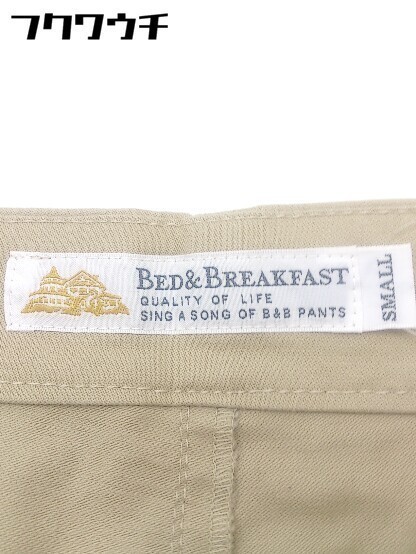 フクワウチ
BED&BREAKFAST
QUALITY OF LIFE
SING A SONG OF B&B PANTS
SMALL